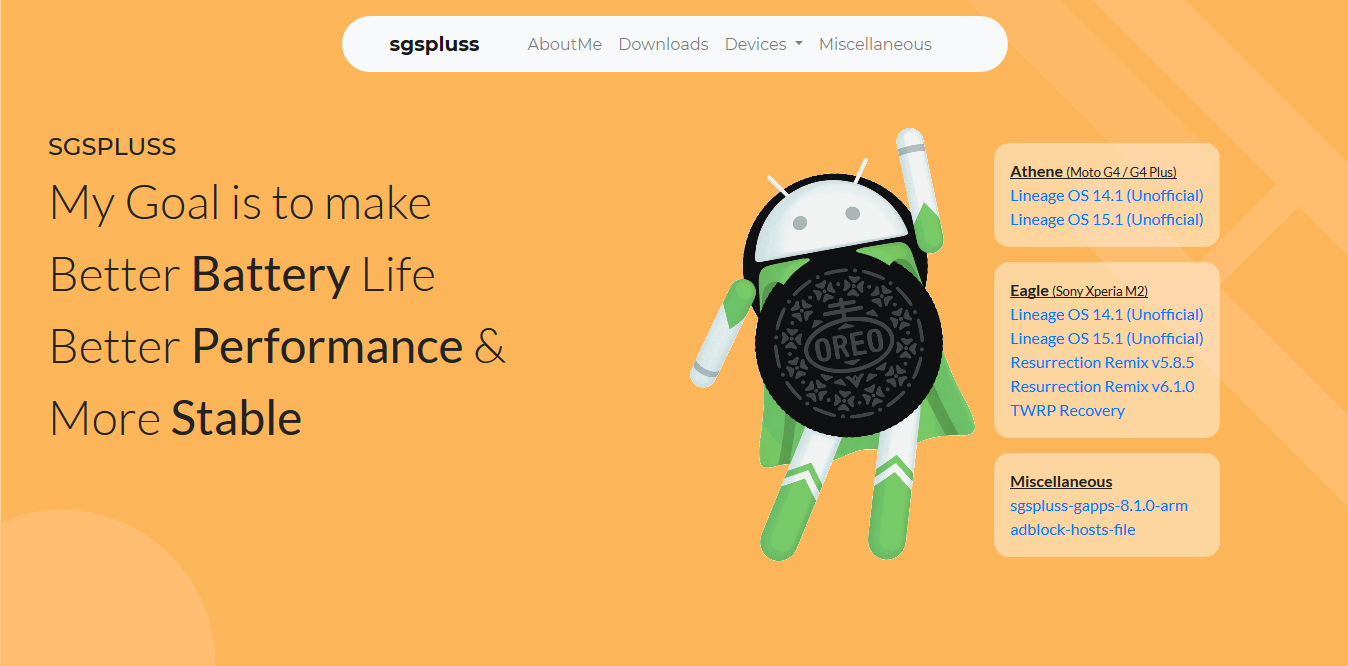 sgspluss AboutMe Downloads Devices Miscellaneous
SGSPLUSS
My Goal is to make
Better Battery Life
Better Performance &
More Stable
OREO
Athene (Moto G4 / G4 Plus)
Lineage OS 14.1 (Unofficial)
Lineage OS 15.1 (Unofficial)
Eagle (Sony Xperia M2)
Lineage OS 14.1 (Unofficial)
Lineage OS 15.1 (Unofficial)
Resurrection Remix v5.8.5
Resurrection Remix v6.1.0
TWRP Recovery
Miscellaneous
sgspluss-gapps-8.1.0-arm
adblock-hosts-file